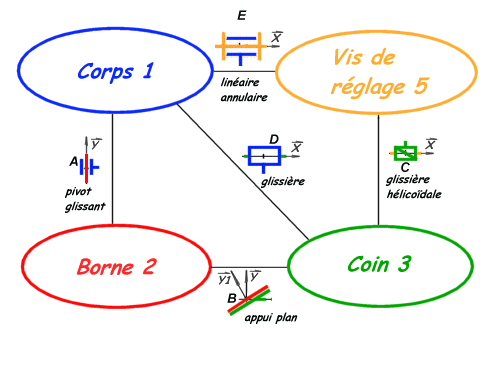 E
X
Corps 1
Vis de
réglage 5
linéaire
annulaire
y
A
D
X
X
C
pivot
glissant
glissière
glissière
hélicoïdale
Borne 2
Coin 3
y1
y
B
appui plan